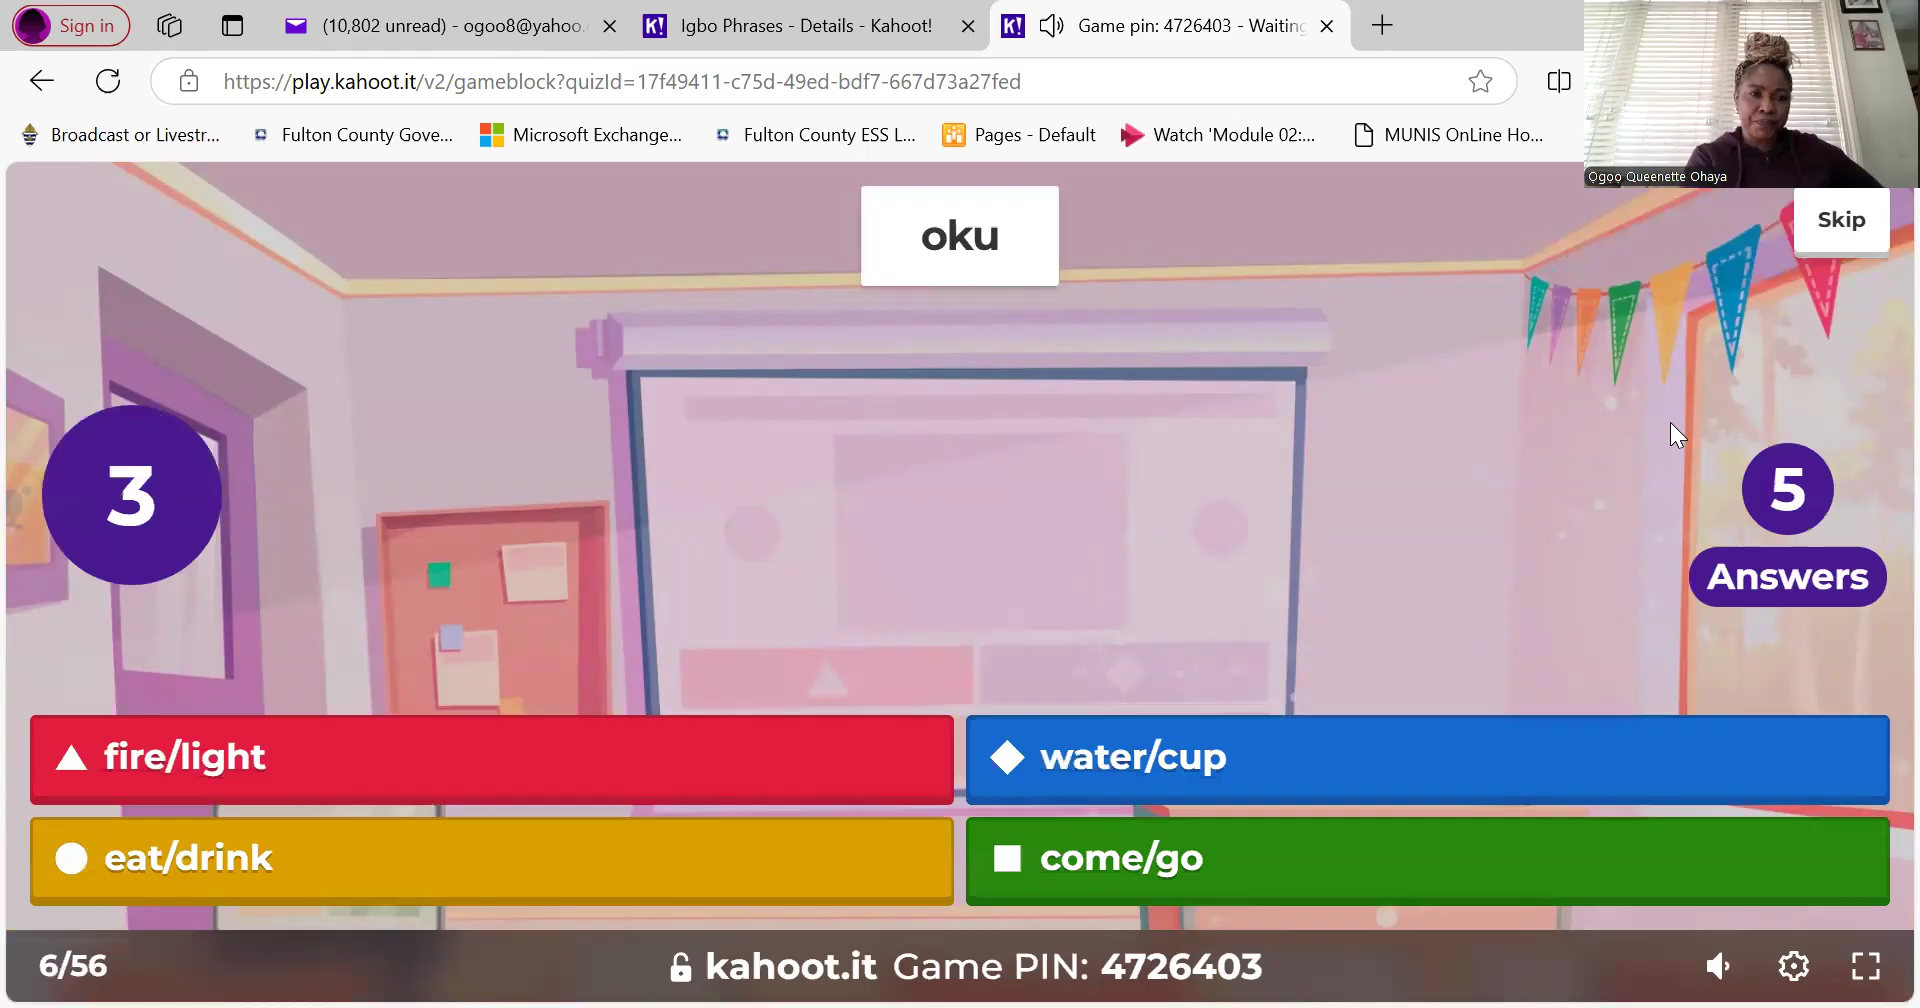 Sign in
(10,802 unread) - ogoo8@yahoo.
Igbo Phrases - Details - Kahoot!
K!
Game pin: 4726403 - Waiting
https://play.kahoot.it/v2/gameblock?quizId=17f49411-c75d-49ed-bdf7-667d73a27fed
Broadcast or Livestr...
Fulton County Gove...
Microsoft Exchange...
Fulton County ESS L...
Pages - Default
Watch 'Module 02:...
MUNIS OnLine Ho...
Ogoo Queenette Ohaya
oku
Skip
3
5
Answers
fire/light
water/cup
eat/drink
come/go
6/56
kahoot.it Game PIN: 4726403